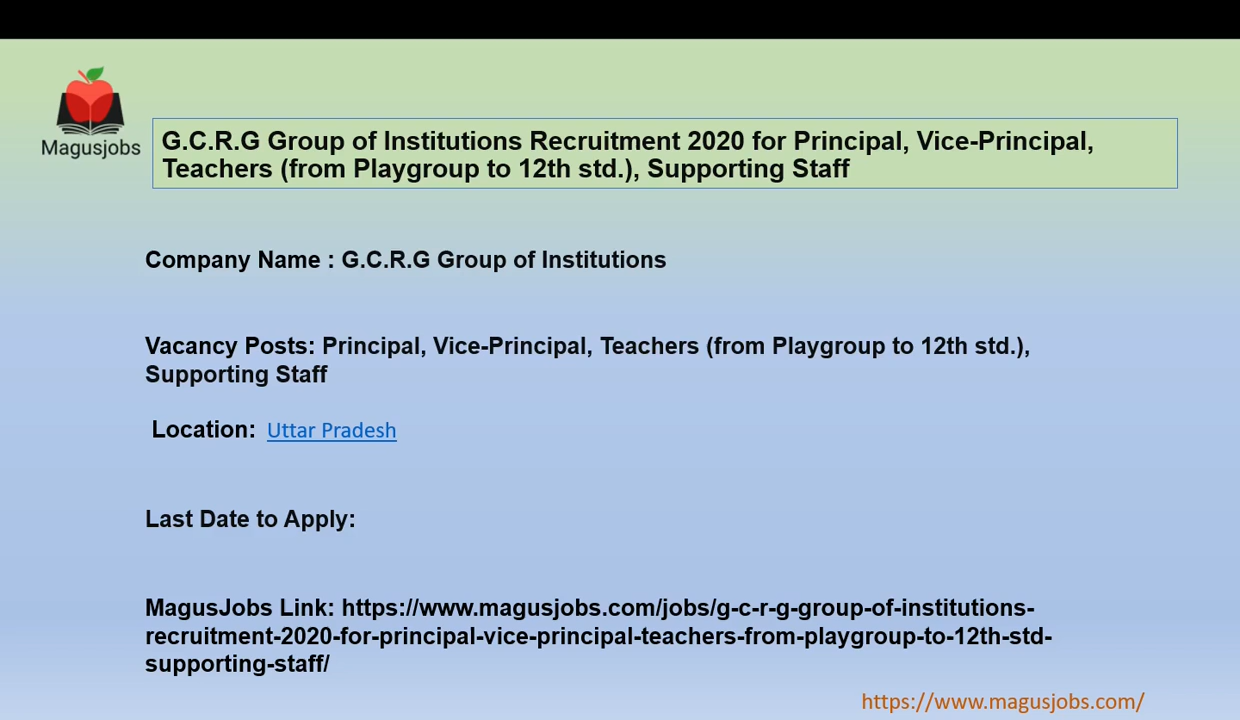 Magusjobs
G.C.R.G Group of Institutions Recruitment 2020 for Principal, Vice-Principal,
Teachers (from Playgroup to 12th std.), Supporting Staff
Company Name : G.C.R.G Group of Institutions
Vacancy Posts: Principal, Vice-Principal, Teachers (from Playgroup to 12th std.),
Supporting Staff
Location: Uttar Pradesh
Last Date to Apply:
MagusJobs Link: https://www.magusjobs.com/jobs/g-c-r-g-group-of-institutions-
recruitment-2020-for-principal-vice-principal-teachers-from-playgroup-to-12th-std-
supporting-staff/
https://www.magusjobs.com/